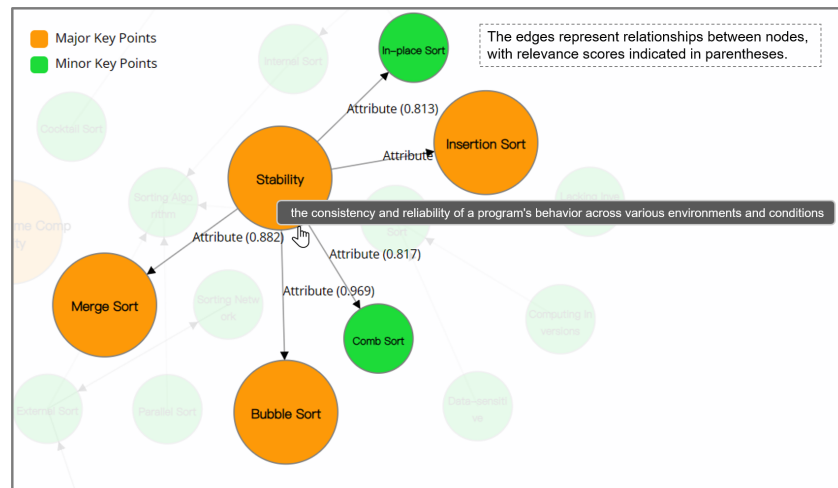 Major Key Points
Minor Key Points
The edges represent relationships between nodes,
with relevance scores indicated in parentheses.
In-place Sort
Internal Sort
Attribute (0.813)
Cocktail Sort
Insertion Sort
Attribute
Stability
Sorting Algo
rithm
the consistency and reliability of a program's behavior across various environments and conditions
Sort
Attribute (0.882)
Attribute (0.817)
Attribute (0.969)
Merge Sort
Sorting Netw
ork
Computing In
versions
Comb Sort
External Sort
Parallel Sort
Bubble Sort
Data-sensiti
ve